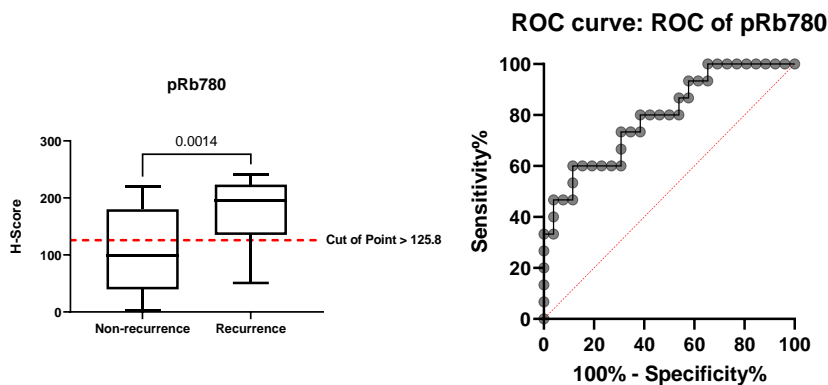 pRb780
0.0014
300
200
100
0
H-Score
Cut of Point > 125.8
Non-recurrence
Recurrence
ROC curve: ROC of pRb780
100
80
60
40
20
0
Sensitivity%
0 20 40 60 80 100
100% - Specificity%